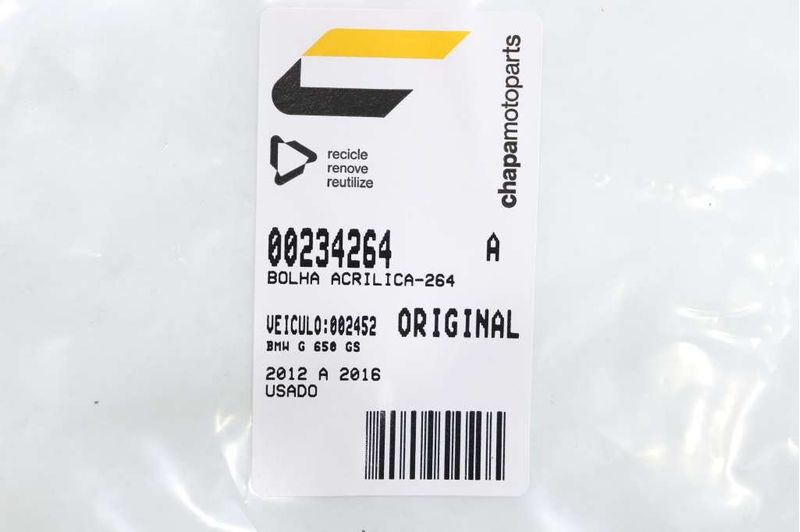 chapamotoparts
recicle
renove
reutilize
00234264 A
BOLHA ACRILICA-264
VEICULO:002452 ORIGINAL
BMW G 650 GS
2012 A 2016
USADO